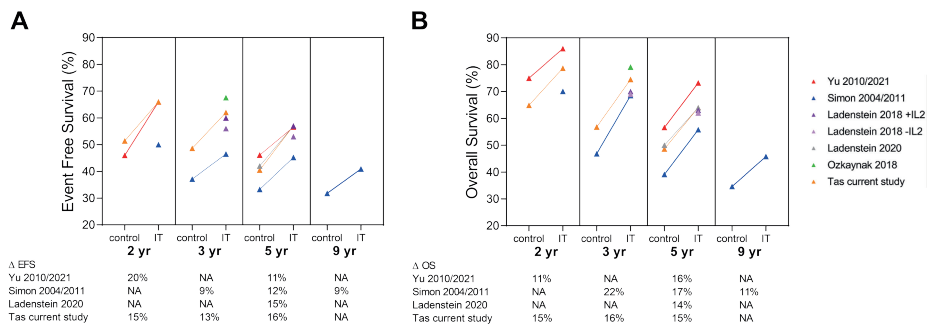 A
Event Free Survival (%)
90
80
70
60
50
40
30
20
control IT control IT control IT control IT
2 yr 3 yr 5 yr 9 yr
Δ EFS
Yu 2010/2021 20% NA 11% NA
Simon 2004/2011 NA 9% 12% 9%
Ladenstein 2020 NA NA 15% NA
Tas current study 15% 13% 16% NA
B
Overall Survival (%)
90
80
70
60
50
40
30
20
control IT control IT control IT control IT
2 yr 3 yr 5 yr 9 yr
Δ OS
Yu 2010/2021 11% NA 16% NA
Simon 2004/2011 NA 22% 17% 11%
Ladenstein 2020 NA NA 14% NA
Tas current study 15% 16% 15% NA
Yu 2010/2021
Simon 2004/2011
Ladenstein 2018 +IL2
Ladenstein 2018 -IL2
Ladenstein 2020
Ozkaynak 2018
Tas current study